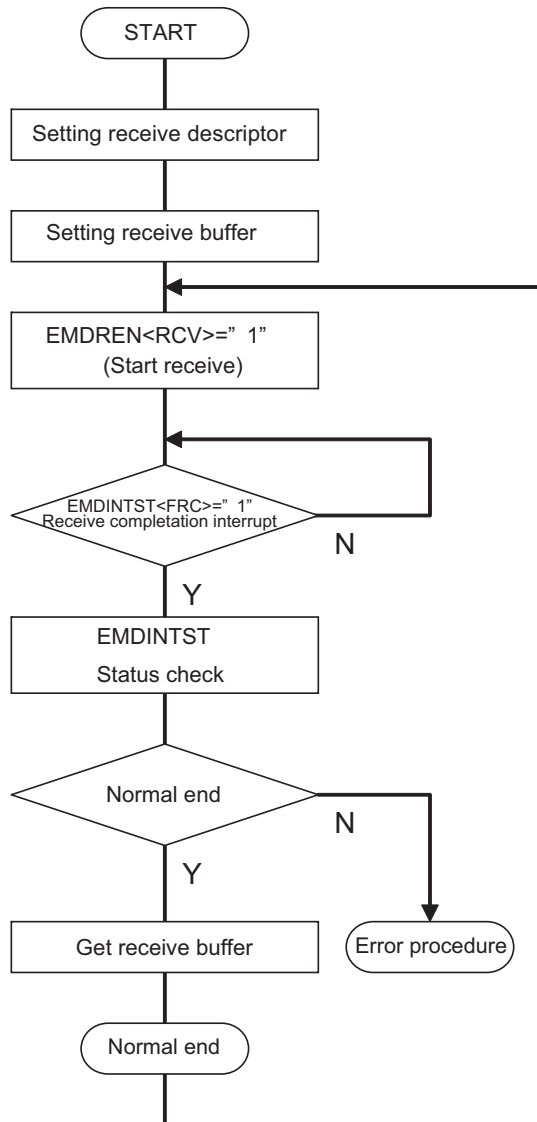 START
Setting receive descriptor
Setting receive buffer
EMDREN<RCV>=” 1”
(Start receive)
EMDINTST<FRC>=” 1”
Receive completation interrupt
N
Y
EMDINTST
Status check
Normal end
N
Y
Get receive buffer
Error procedure
Normal end